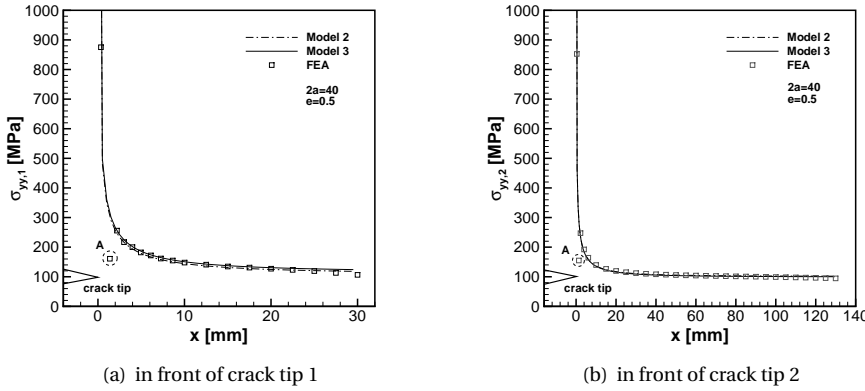 1000
900
800
700
600
500
400
300
200
100
0
σyy,1 [MPa]
Model 2
Model 3
FEA
2a=40
e=0.5
A
crack tip
0 10 20 30
x [mm]
(a) in front of crack tip 1
1000
900
800
700
600
500
400
300
200
100
0
σyy,2 [MPa]
Model 2
Model 3
FEA
2a=40
e=0.5
A
crack tip
0 20 40 60 80 100 120 140
x [mm]
(b) in front of crack tip 2